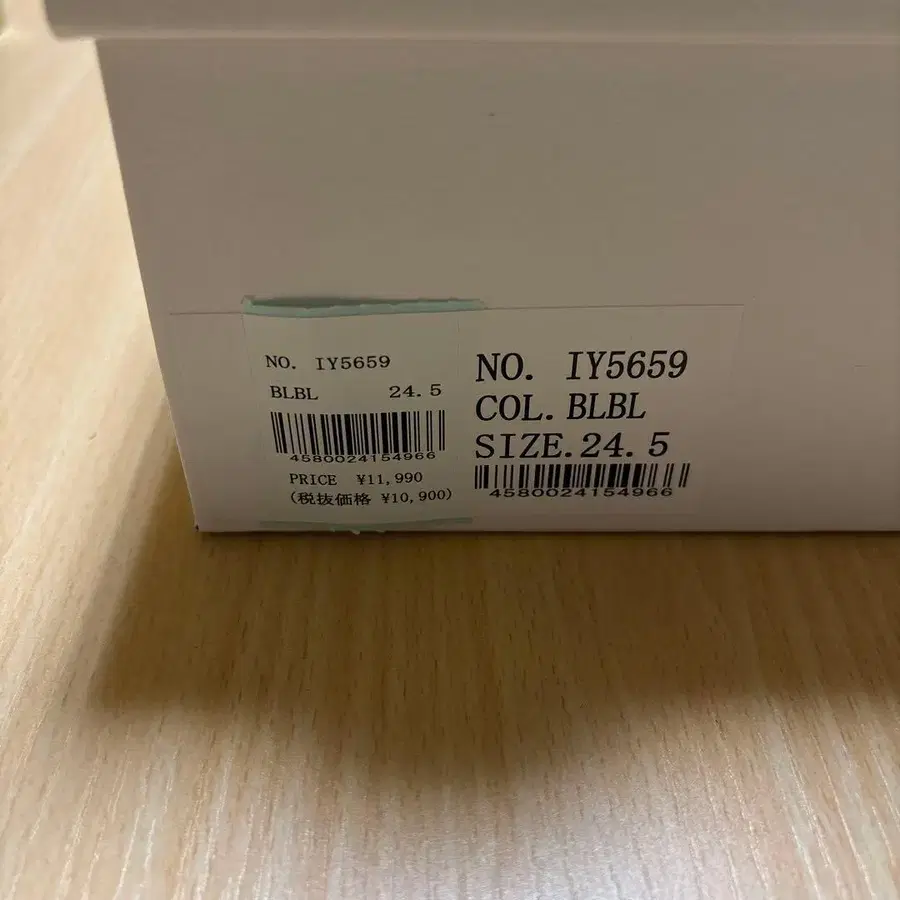 NO. IY5659
BLBL 24.5
4580024154966
PRICE ¥11,990
(税抜価格 ¥10,900)
NO. IY5659
COL. BLBL
SIZE. 24.5
4580024154966